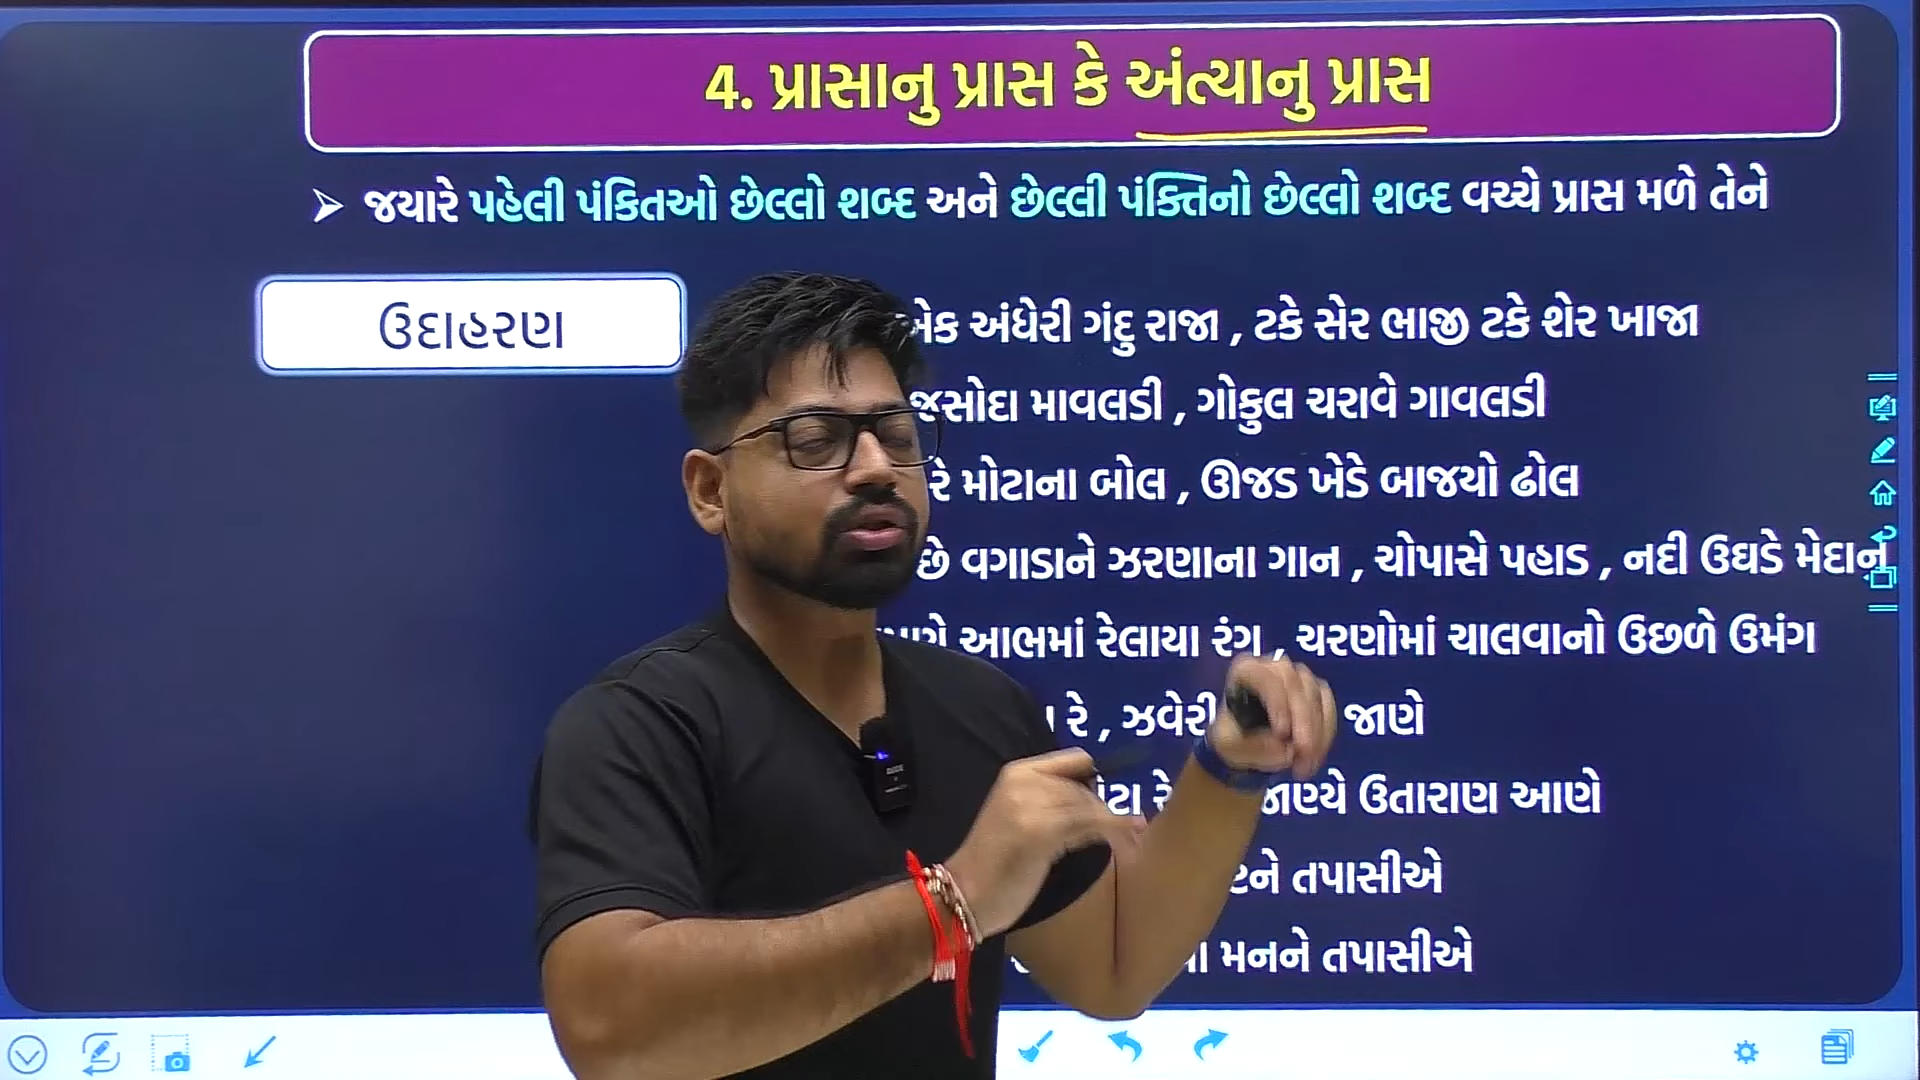 4. પ્રાસાનુ પ્રાસ કે અંત્યાનુ પ્રાસ
➢ જયારે પહેલી પંકિતઓ છેલ્લો શબ્દ અને છેલ્લી પંક્તિનો છેલ્લો શબ્દ વચ્ચે પ્રાસ મળે તેને
ઉદાહરણ
અંધેરી ગંદુ રાજા , ટકે સેર ભાજી ટકે શેર ખાજા
જસોદા માવલડી , ગોકુલ ચરાવે ગાવલડી
રે મોટાના બોલ , ઊજડ ખેડે બાજયો ઢોલ
છે વગાડાને ઝરણાના ગાન , ચોપાસે પહાડ , નદી ઉઘડે મેદાન
આભમાં રેલાયા રંગ , ચરણોમાં ચાલવાનો ઉછળે ઉમંગ
રે , ઝવેરી જાણે
ઉતારાણ આણે
તપાસીએ
મનને તપાસીએ